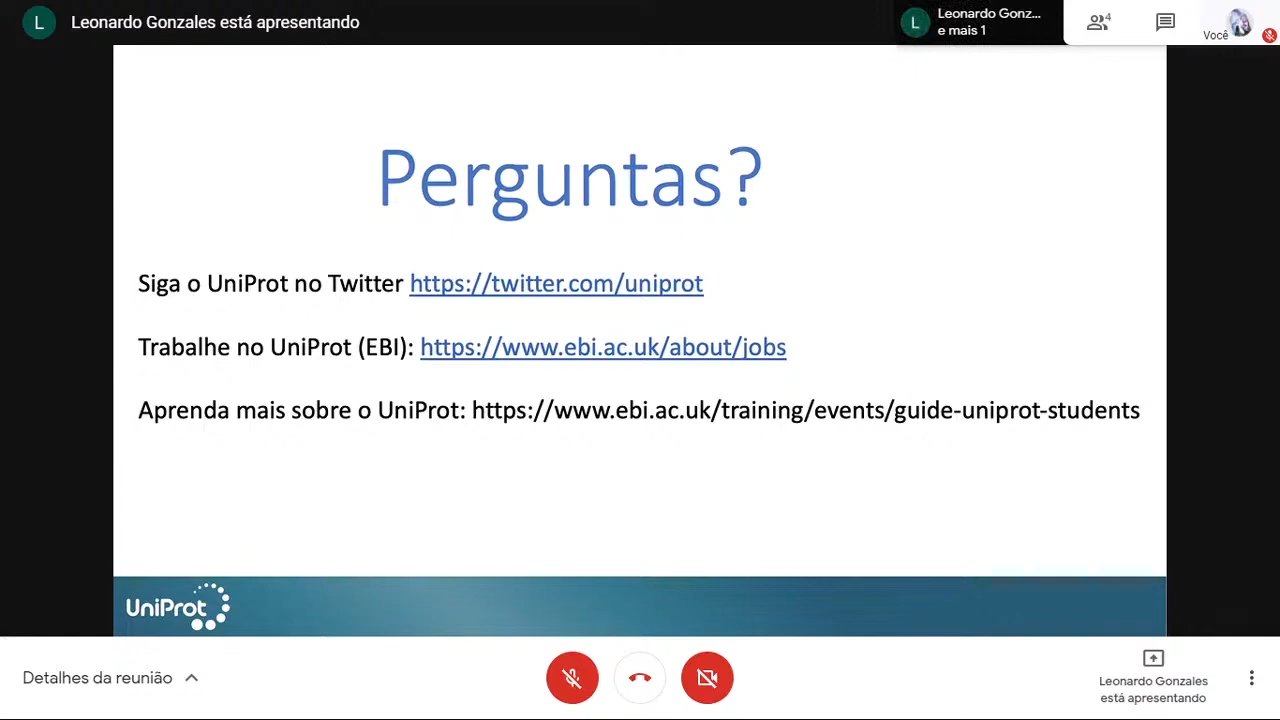 L Leonardo Gonzales está apresentando
L Leonardo Gonz...
e mais 1
4
Você
Perguntas?
Siga o UniProt no Twitter https://twitter.com/uniprot
Trabalhe no UniProt (EBI): https://www.ebi.ac.uk/about/jobs
Aprenda mais sobre o UniProt: https://www.ebi.ac.uk/training/events/guide-uniprot-students
UniProt
Detalhes da reunião
Leonardo Gonzales
está apresentando